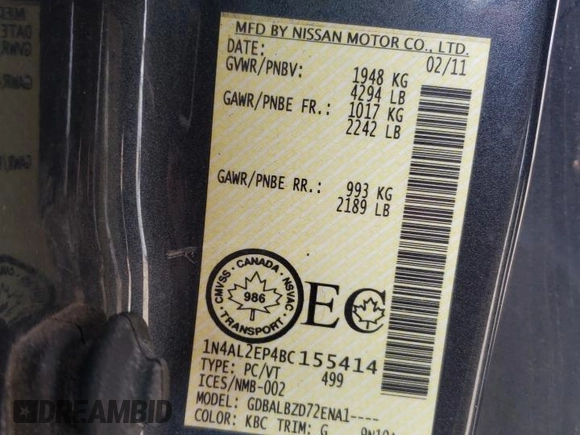 MFD BY NISSAN MOTOR CO., LTD.
DATE: 02/11
GVWR/PNBV: 1948 KG
4294 LB
GAWR/PNBE FR.: 1017 KG
2242 LB
GAWR/PNBE RR.: 993 KG
2189 LB
CMVSS - CANADA - NSVAC
986
TRANSPORT
EC
1N4AL2EP4BC155414
TYPE: PC/VT 499
ICES/NMB-002
MODEL: GDBALBZD72ENA1----
COLOR: KBC TRIM: G
DREAMBID